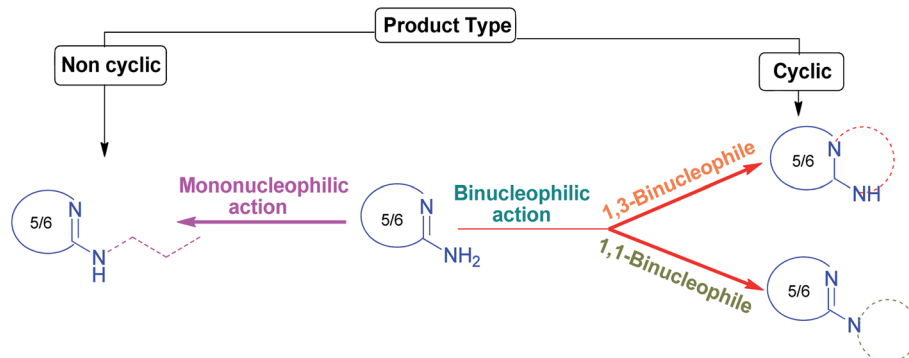 Product Type
Non cyclic
Cyclic
Mononucleophilic
action
Binucleophilic
action
1,3-Binucleophile
1,1-Binucleophile
5/6
N
N
H
5/6
N
NH2
5/6
N
NH
5/6
N
N